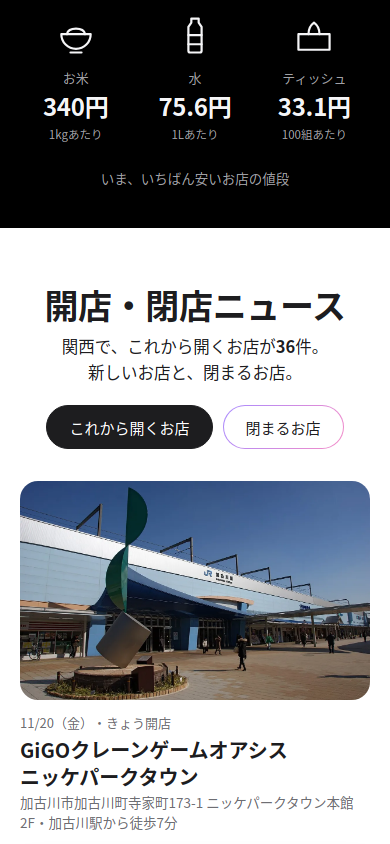 お米
水
ティッシュ
340円
75.6円
33.1円
1kgあたり
1Lあたり
100組あたり
いま、いちばん安いお店の値段
開店・閉店ニュース
関西で、これから開くお店が36件。
新しいお店と、閉まるお店。
これから開くお店
閉まるお店
JR
11/20（金）・きょう開店
GiGOクレーンゲームオアシス
ニッケパークタウン
加古川市加古川町寺家町173-1 ニッケパークタウン本館
2F・加古川駅から徒歩7分